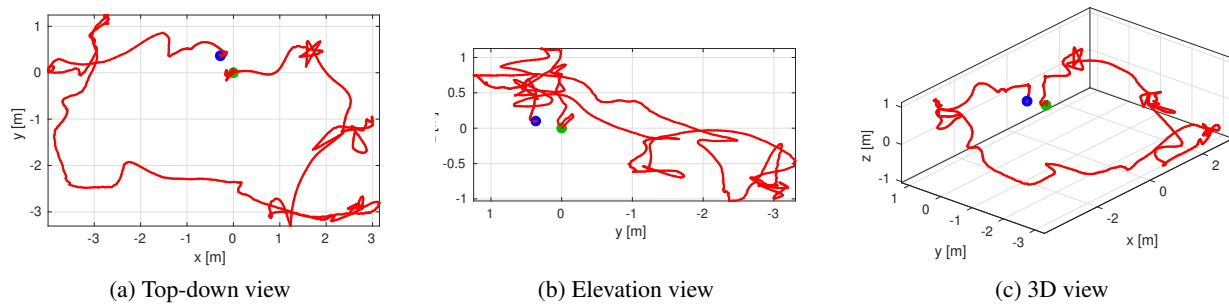 1
0
-1
-2
-3
y [m]
-3 -2 -1 0 1 2 3
x [m]
(a) Top-down view
1
0.5
0
-0.5
-1
1 0 -1 -2 -3
y [m]
(b) Elevation view
1
0
-1
z [m]
1 0 -1 -2 -3
y [m]
-2 0 2
x [m]
(c) 3D view